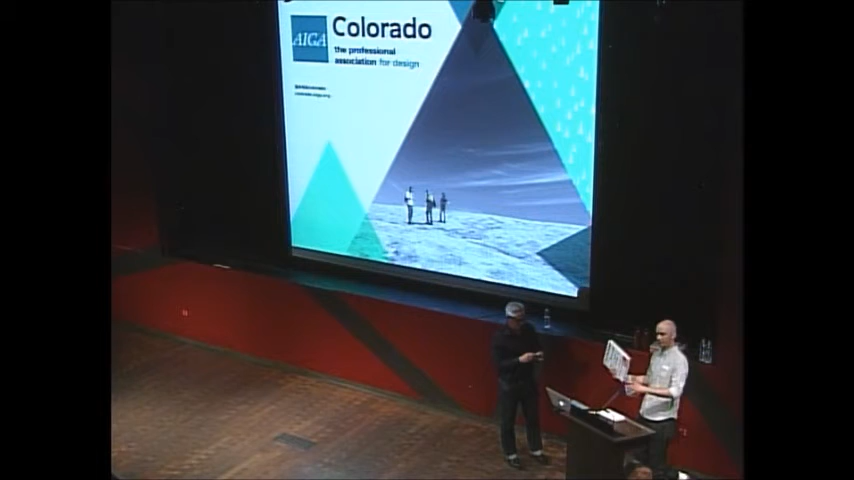 AIGA
Colorado
the professional
association for design